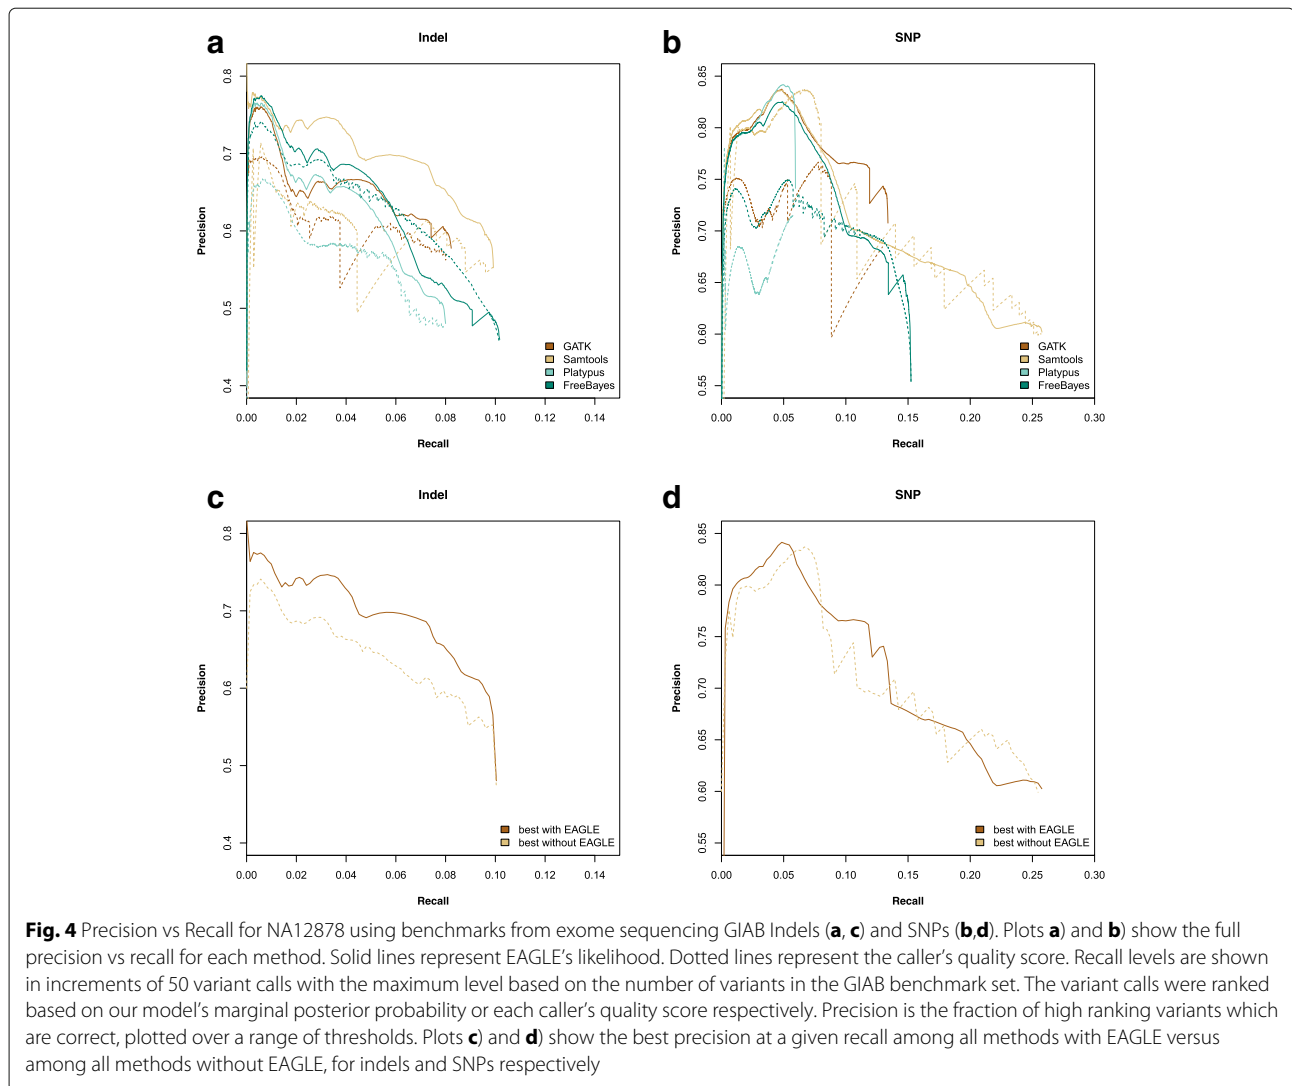 a
Indel
Precision
0.8
0.7
0.6
0.5
0.4
GATK
Samtools
Platypus
FreeBayes
0.00 0.02 0.04 0.06 0.08 0.10 0.12 0.14
Recall
b
SNP
Precision
0.85
0.80
0.75
0.70
0.65
0.60
0.55
GATK
Samtools
Platypus
FreeBayes
0.00 0.05 0.10 0.15 0.20 0.25 0.30
Recall
c
Indel
Precision
0.8
0.7
0.6
0.5
0.4
best with EAGLE
best without EAGLE
0.00 0.02 0.04 0.06 0.08 0.10 0.12 0.14
Recall
d
SNP
Precision
0.85
0.80
0.75
0.70
0.65
0.60
0.55
best with EAGLE
best without EAGLE
0.00 0.05 0.10 0.15 0.20 0.25 0.30
Recall
Fig. 4 Precision vs Recall for NA12878 using benchmarks from exome sequencing GIAB Indels (a, c) and SNPs (b,d). Plots a) and b) show the full
precision vs recall for each method. Solid lines represent EAGLE's likelihood. Dotted lines represent the caller's quality score. Recall levels are shown
in increments of 50 variant calls with the maximum level based on the number of variants in the GIAB benchmark set. The variant calls were ranked
based on our model's marginal posterior probability or each caller's quality score respectively. Precision is the fraction of high ranking variants which
are correct, plotted over a range of thresholds. Plots c) and d) show the best precision at a given recall among all methods with EAGLE versus
among all methods without EAGLE, for indels and SNPs respectively